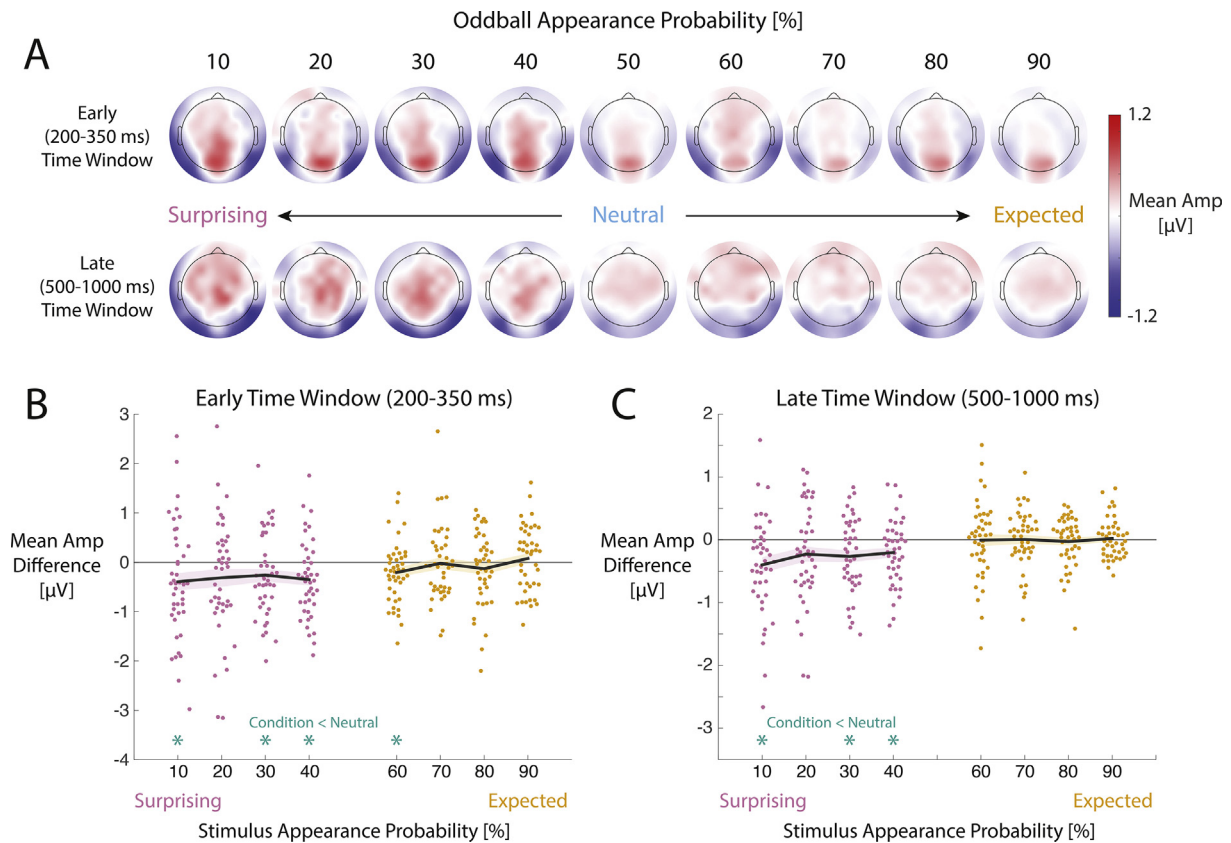 Oddball Appearance Probability [%]
A
10 20 30 40 50 60 70 80 90
Early
(200-350 ms)
Time Window
1.2
Mean Amp
[µV]
-1.2
Surprising Neutral Expected
Late
(500-1000 ms)
Time Window
B
Early Time Window (200-350 ms)
3
2
1
0
-1
-2
-3
-4
Mean Amp
Difference
[µV]
Condition < Neutral
* * * *
10 20 30 40 60 70 80 90
Surprising Expected
Stimulus Appearance Probability [%]
C
Late Time Window (500-1000 ms)
2
1
0
-1
-2
-3
Mean Amp
Difference
[µV]
Condition < Neutral
* * *
10 20 30 40 60 70 80 90
Surprising Expected
Stimulus Appearance Probability [%]